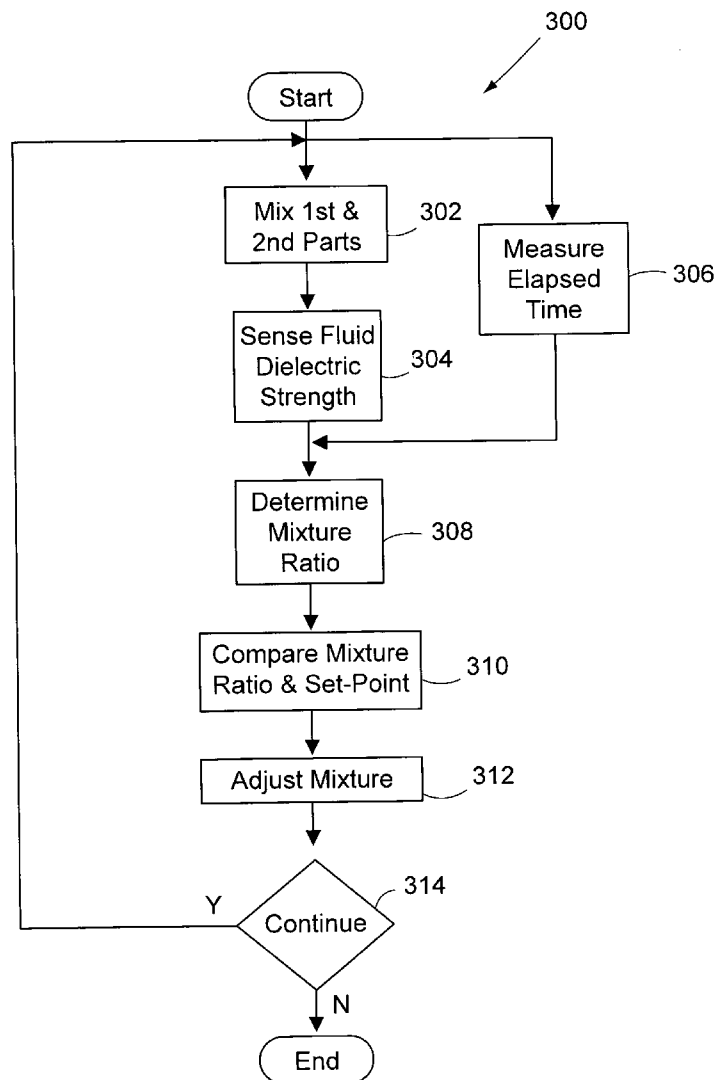 300
Start
Mix 1st &
2nd Parts
302
Measure
Elapsed
Time
306
Sense Fluid
Dielectric
Strength
304
Determine
Mixture
Ratio
308
Compare Mixture
Ratio & Set-Point
310
Adjust Mixture
312
Continue
314
Y
N
End